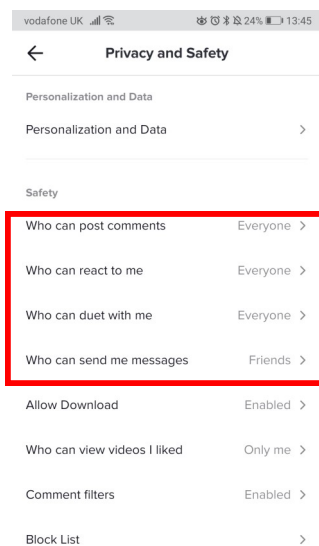 vodafone UK 24% 13:45
Privacy and Safety
Personalization and Data
Personalization and Data
Safety
Who can post comments Everyone
Who can react to me Everyone
Who can duet with me Everyone
Who can send me messages Friends
Allow Download Enabled
Who can view videos I liked Only me
Comment filters Enabled
Block List